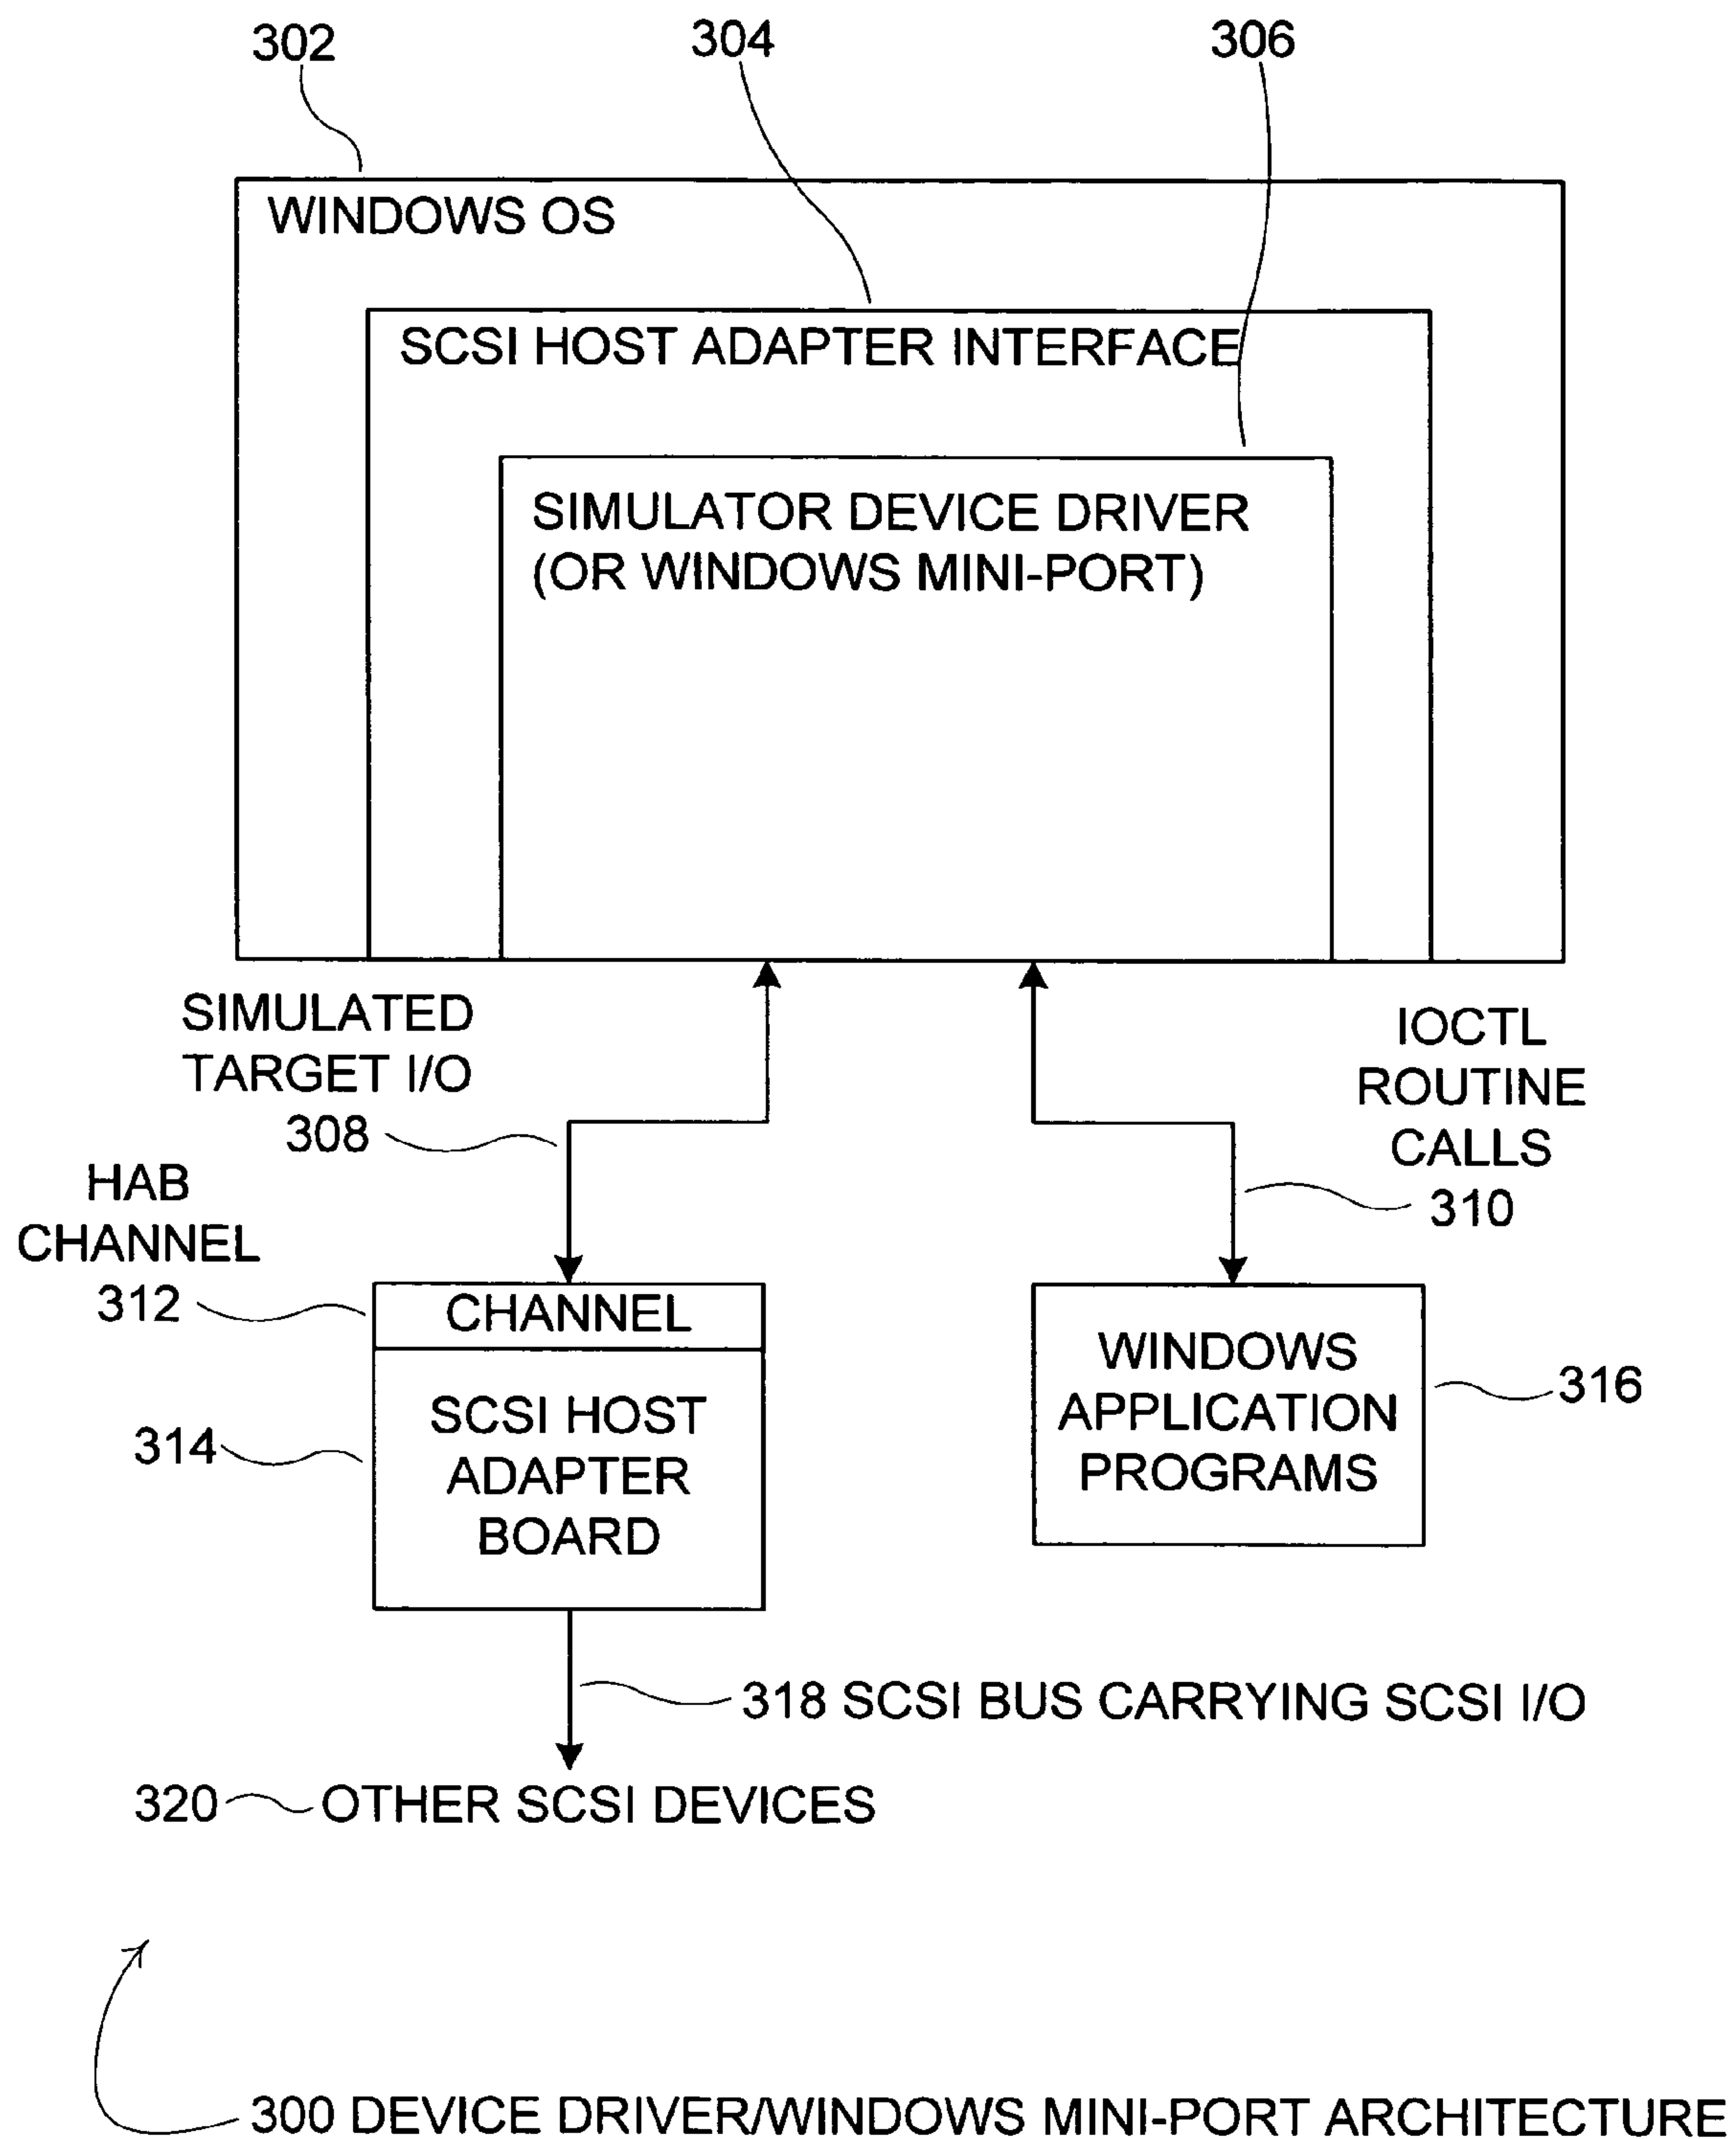 302
304
306
WINDOWS OS
SCSI HOST ADAPTER INTERFACE
SIMULATOR DEVICE DRIVER
(OR WINDOWS MINI-PORT)
SIMULATED
TARGET I/O
308
IOCTL
ROUTINE
CALLS
310
HAB
CHANNEL
312
CHANNEL
314
SCSI HOST
ADAPTER
BOARD
WINDOWS
APPLICATION
PROGRAMS
316
318 SCSI BUS CARRYING SCSI I/O
320 OTHER SCSI DEVICES
300 DEVICE DRIVER/WINDOWS MINI-PORT ARCHITECTURE